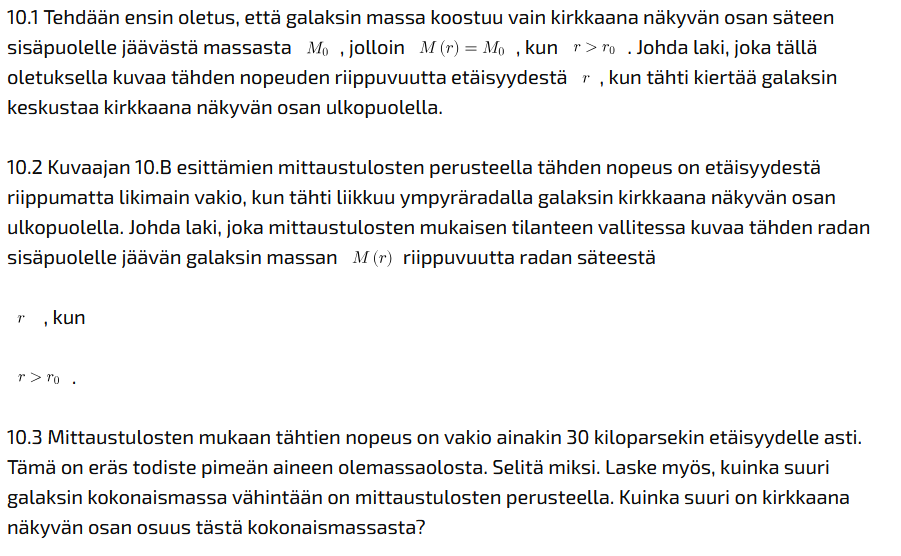 10.1 Tehdään ensin oletus, että galaksin massa koostuu vain kirkkaana näkyvän osan säteen
sisäpuolelle jäävästä massasta M₀ , jolloin M (r) = M₀ , kun r > r₀ . Johda laki, joka tällä
oletuksella kuvaa tähden nopeuden riippuvuutta etäisyydestä r , kun tähti kiertää galaksin
keskustaa kirkkaana näkyvän osan ulkopuolella.
10.2 Kuvaajan 10.B esittämien mittaustulosten perusteella tähden nopeus on etäisyydestä
riippumatta likimain vakio, kun tähti liikkuu ympyräradalla galaksin kirkkaana näkyvän osan
ulkopuolella. Johda laki, joka mittaustulosten mukaisen tilanteen vallitessa kuvaa tähden radan
sisäpuolelle jäävän galaksin massan M (r) riippuvuutta radan säteestä
r , kun
r > r₀ .
10.3 Mittaustulosten mukaan tähtien nopeus on vakio ainakin 30 kiloparsekin etäisyydelle asti.
Tämä on eräs todiste pimeän aineen olemassaolosta. Selitä miksi. Laske myös, kuinka suuri
galaksin kokonaismassa vähintään on mittaustulosten perusteella. Kuinka suuri on kirkkaana
näkyvän osan osuus tästä kokonaismassasta?